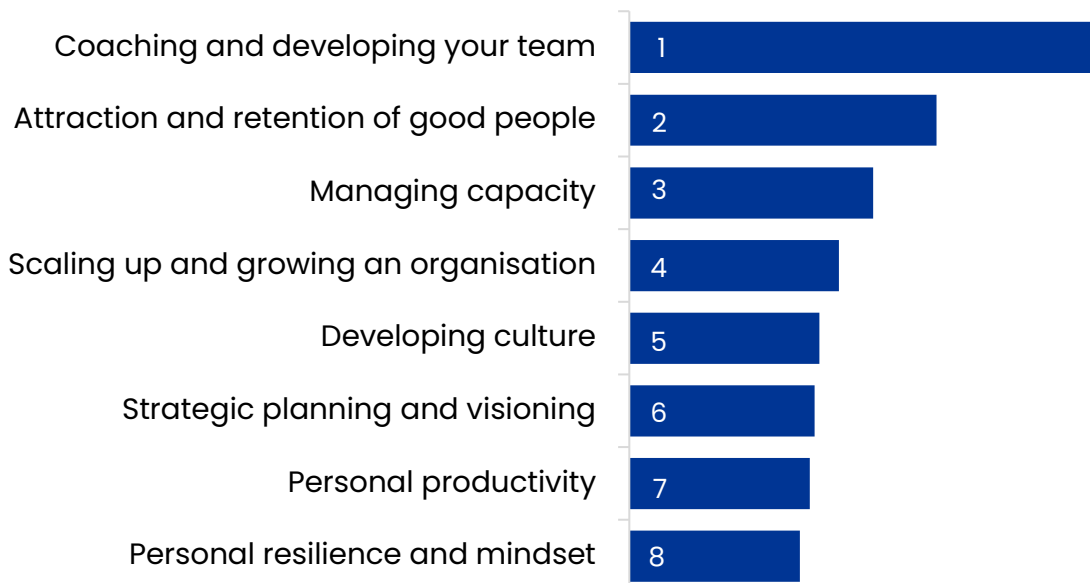 Coaching and developing your team 1
Attraction and retention of good people 2
Managing capacity 3
Scaling up and growing an organisation 4
Developing culture 5
Strategic planning and visioning 6
Personal productivity 7
Personal resilience and mindset 8